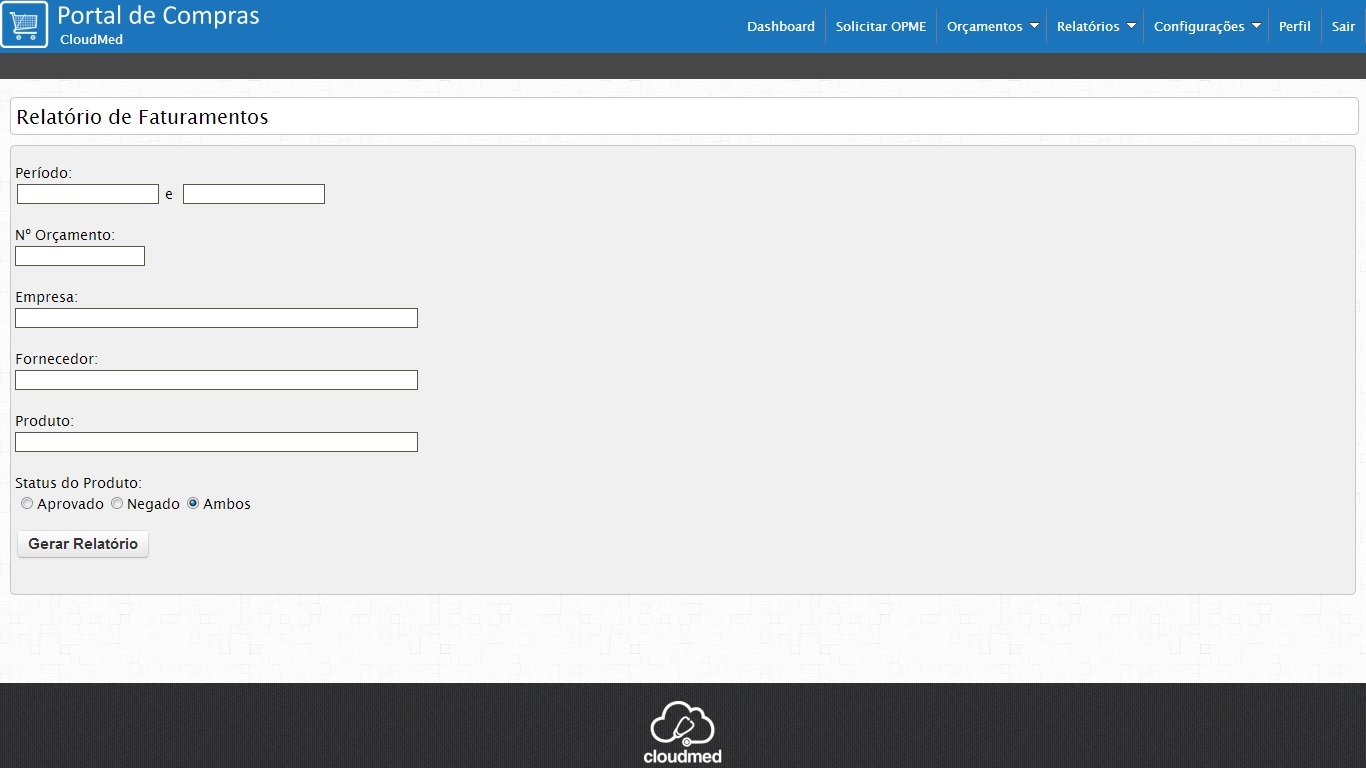 Portal de Compras
CloudMed
Dashboard Solicitar OPME Orçamentos Relatórios Configurações Perfil Sair
Relatório de Faturamentos
Período:
e
Nº Orçamento:
Empresa:
Fornecedor:
Produto:
Status do Produto:
Aprovado Negado Ambos
Gerar Relatório
cloudmed